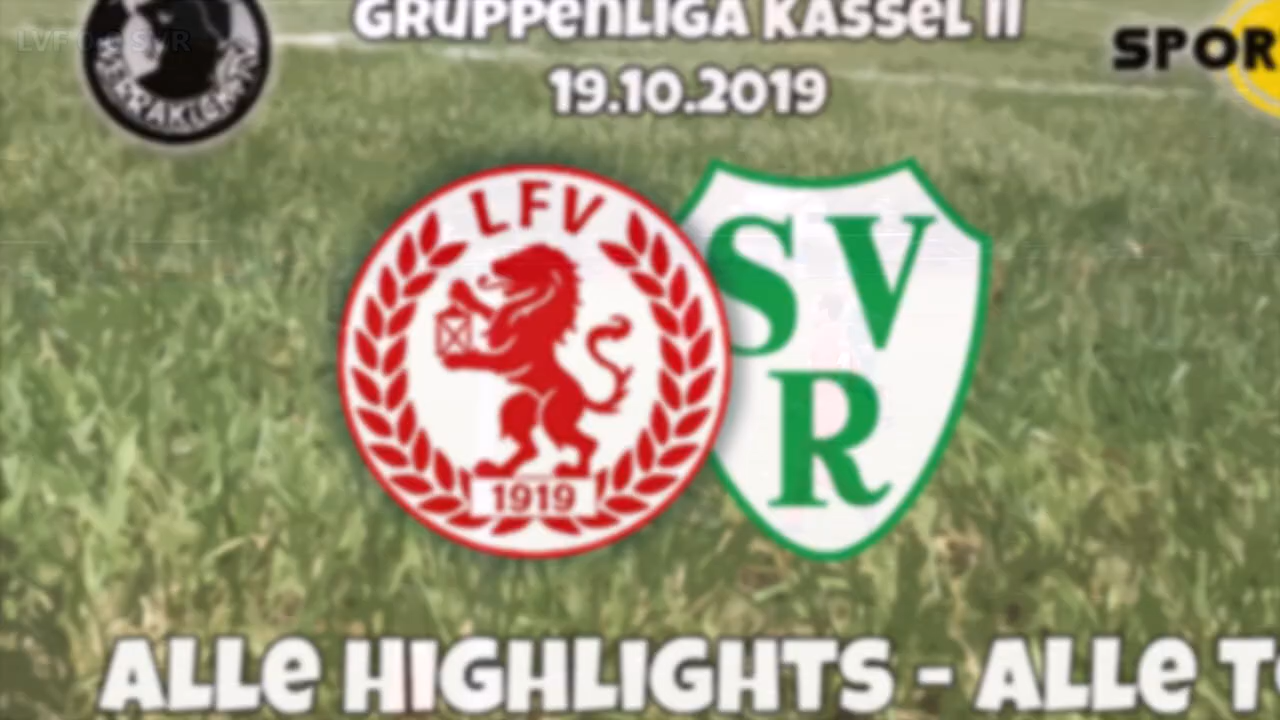 GRUPPENLIGA KASSEL II
19.10.2019
SPOR
LFV
1919
SV
R
ALLE HIGHLIGHTS - ALLE T